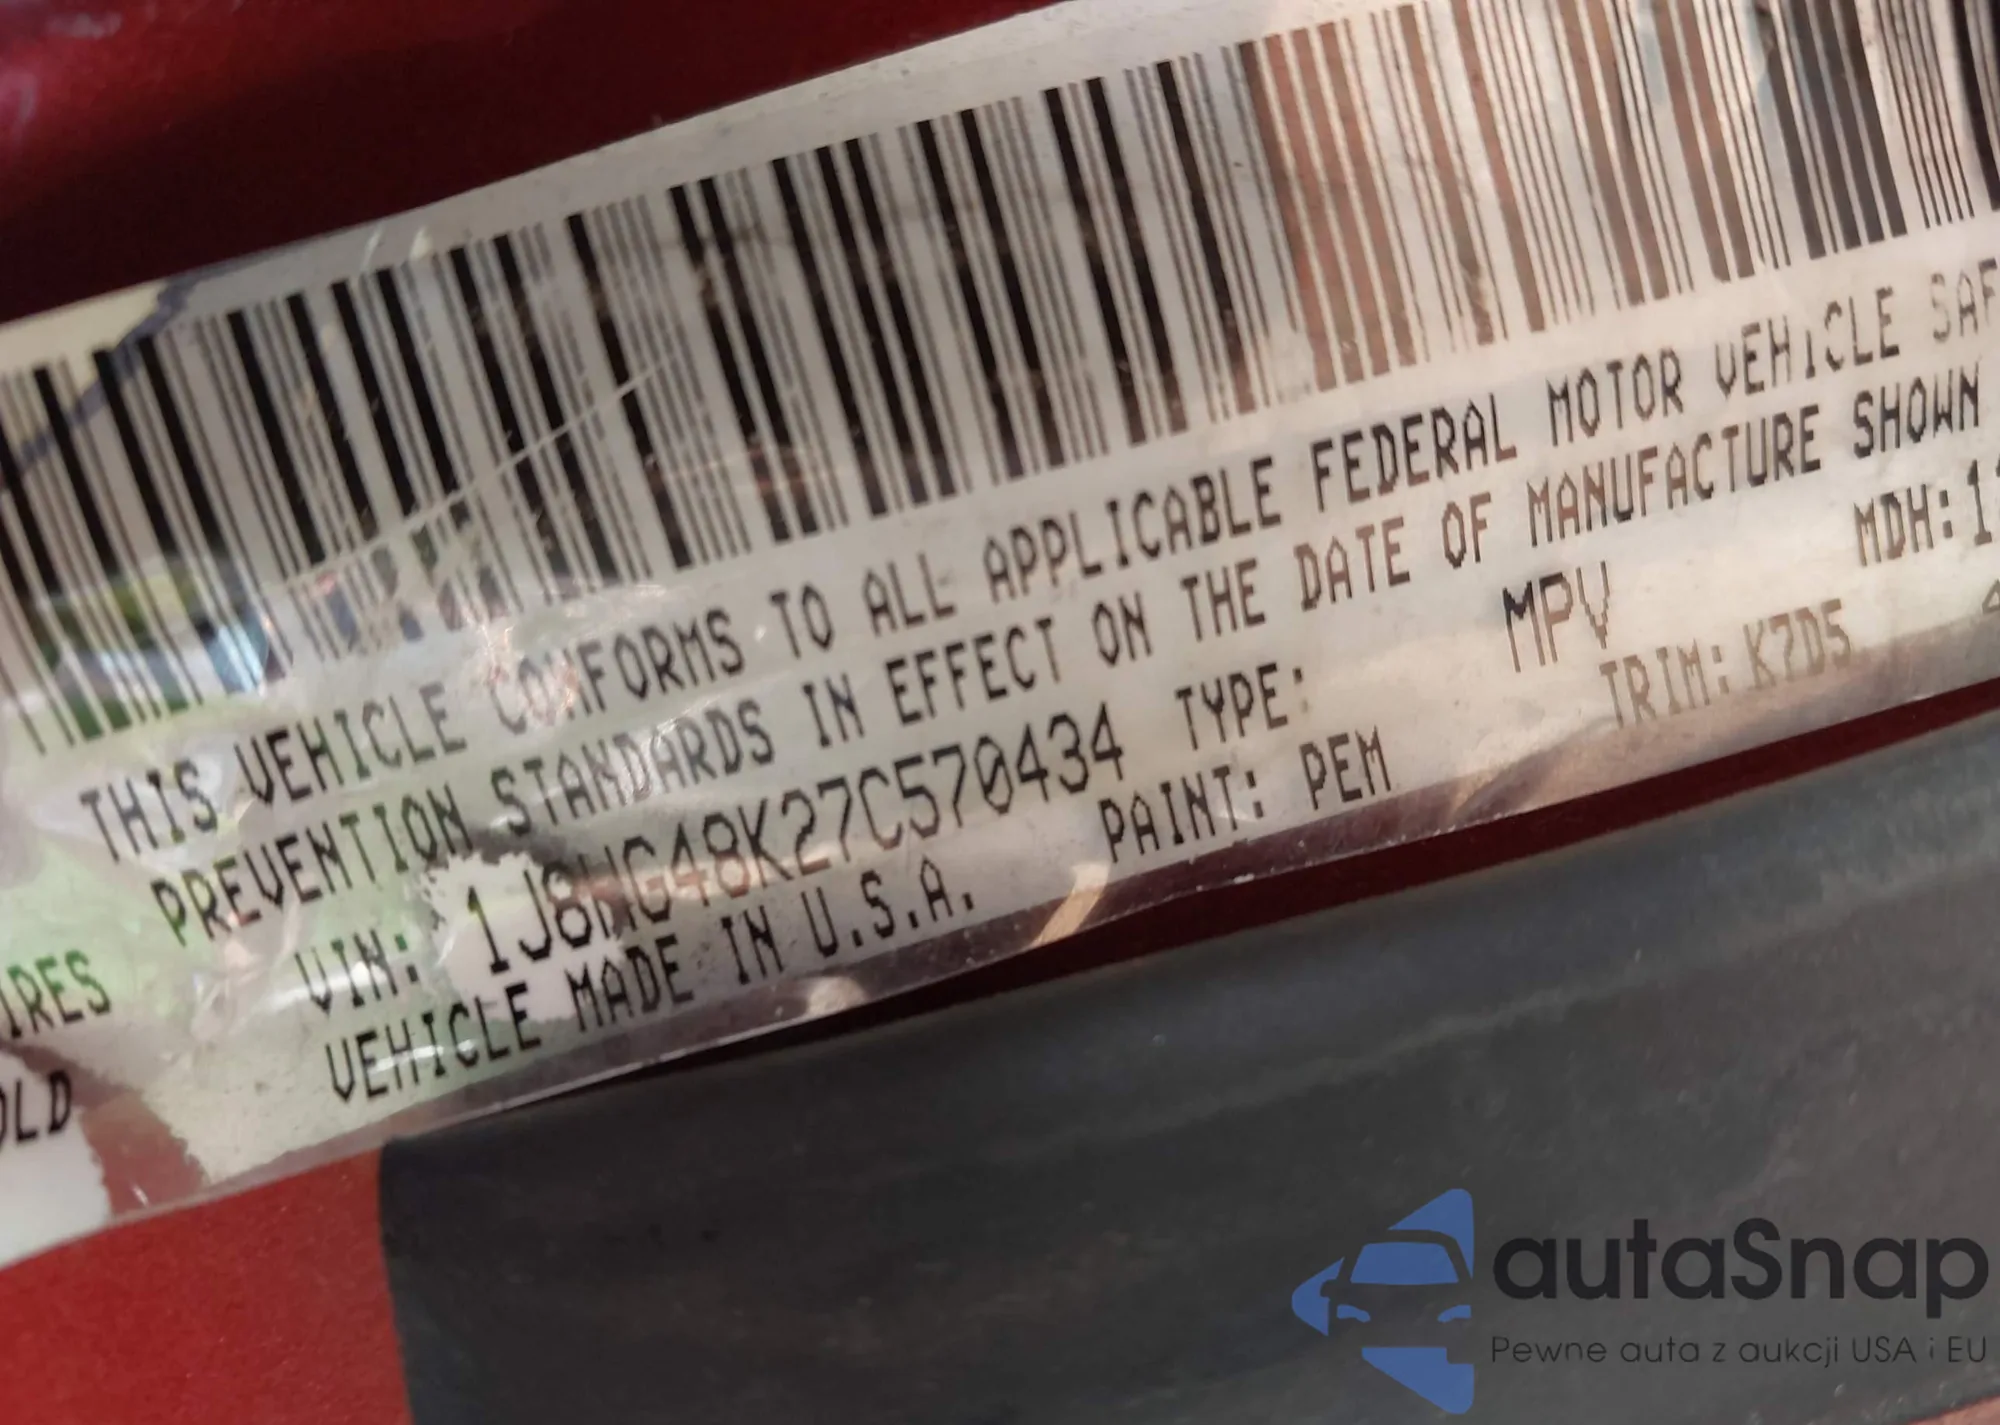 THIS VEHICLE CONFORMS TO ALL APPLICABLE FEDERAL MOTOR VEHICLE SAF
PREVENTION STANDARDS IN EFFECT ON THE DATE OF MANUFACTURE SHOWN
VIN: 1J8HG48K27C570434 TYPE: MPV MDH: 1
VEHICLE MADE IN U.S.A. PAINT: PEM TRIM: K7D5
IRES
OLD
autaSnap
Pewne auta z aukcji USA i EU